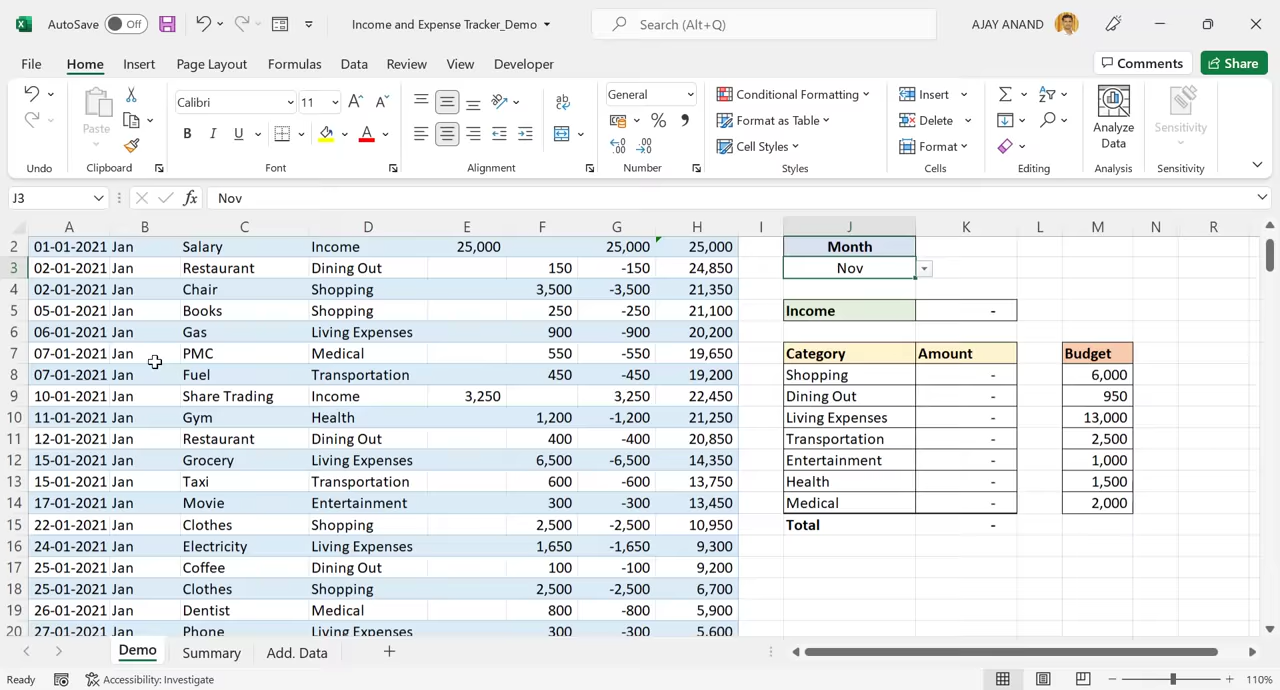 AutoSave Off Income and Expense Tracker_Demo Search (Alt+Q) AJAY ANAND
File Home Insert Page Layout Formulas Data Review View Developer Comments Share
Calibri 11 General Conditional Formatting Insert
Paste B I U A % Format as Table Delete Analyze Data Sensitivity
Cell Styles Format
Undo Clipboard Font Alignment Number Styles Cells Editing Analysis Sensitivity
J3 fx Nov
A B C D E F G H I J K L M N Q R
2 01-01-2021 Jan Salary Income 25,000 25,000 25,000 Month
3 02-01-2021 Jan Restaurant Dining Out 150 -150 24,850 Nov
4 02-01-2021 Jan Chair Shopping 3,500 -3,500 21,350
5 05-01-2021 Jan Books Shopping 250 -250 21,100 Income -
6 06-01-2021 Jan Gas Living Expenses 900 -900 20,200
7 07-01-2021 Jan PMC Medical 550 -550 19,650 Category Amount Budget
8 07-01-2021 Jan Fuel Transportation 450 -450 19,200 Shopping - 6,000
9 10-01-2021 Jan Share Trading Income 3,250 3,250 22,450 Dining Out - 950
10 11-01-2021 Jan Gym Health 1,200 -1,200 21,250 Living Expenses - 13,000
11 12-01-2021 Jan Restaurant Dining Out 400 -400 20,850 Transportation - 2,500
12 15-01-2021 Jan Grocery Living Expenses 6,500 -6,500 14,350 Entertainment - 1,000
13 15-01-2021 Jan Taxi Transportation 600 -600 13,750 Health - 1,500
14 17-01-2021 Jan Movie Entertainment 300 -300 13,450 Medical - 2,000
15 22-01-2021 Jan Clothes Shopping 2,500 -2,500 10,950 Total -
16 24-01-2021 Jan Electricity Living Expenses 1,650 -1,650 9,300
17 25-01-2021 Jan Coffee Dining Out 100 -100 9,200
18 25-01-2021 Jan Clothes Shopping 2,500 -2,500 6,700
19 26-01-2021 Jan Dentist Medical 800 -800 5,900
20 27-01-2021 Jan Phone Living Expenses 300 -300 5,600
Demo Summary Add. Data
Ready Accessibility: Investigate 110%